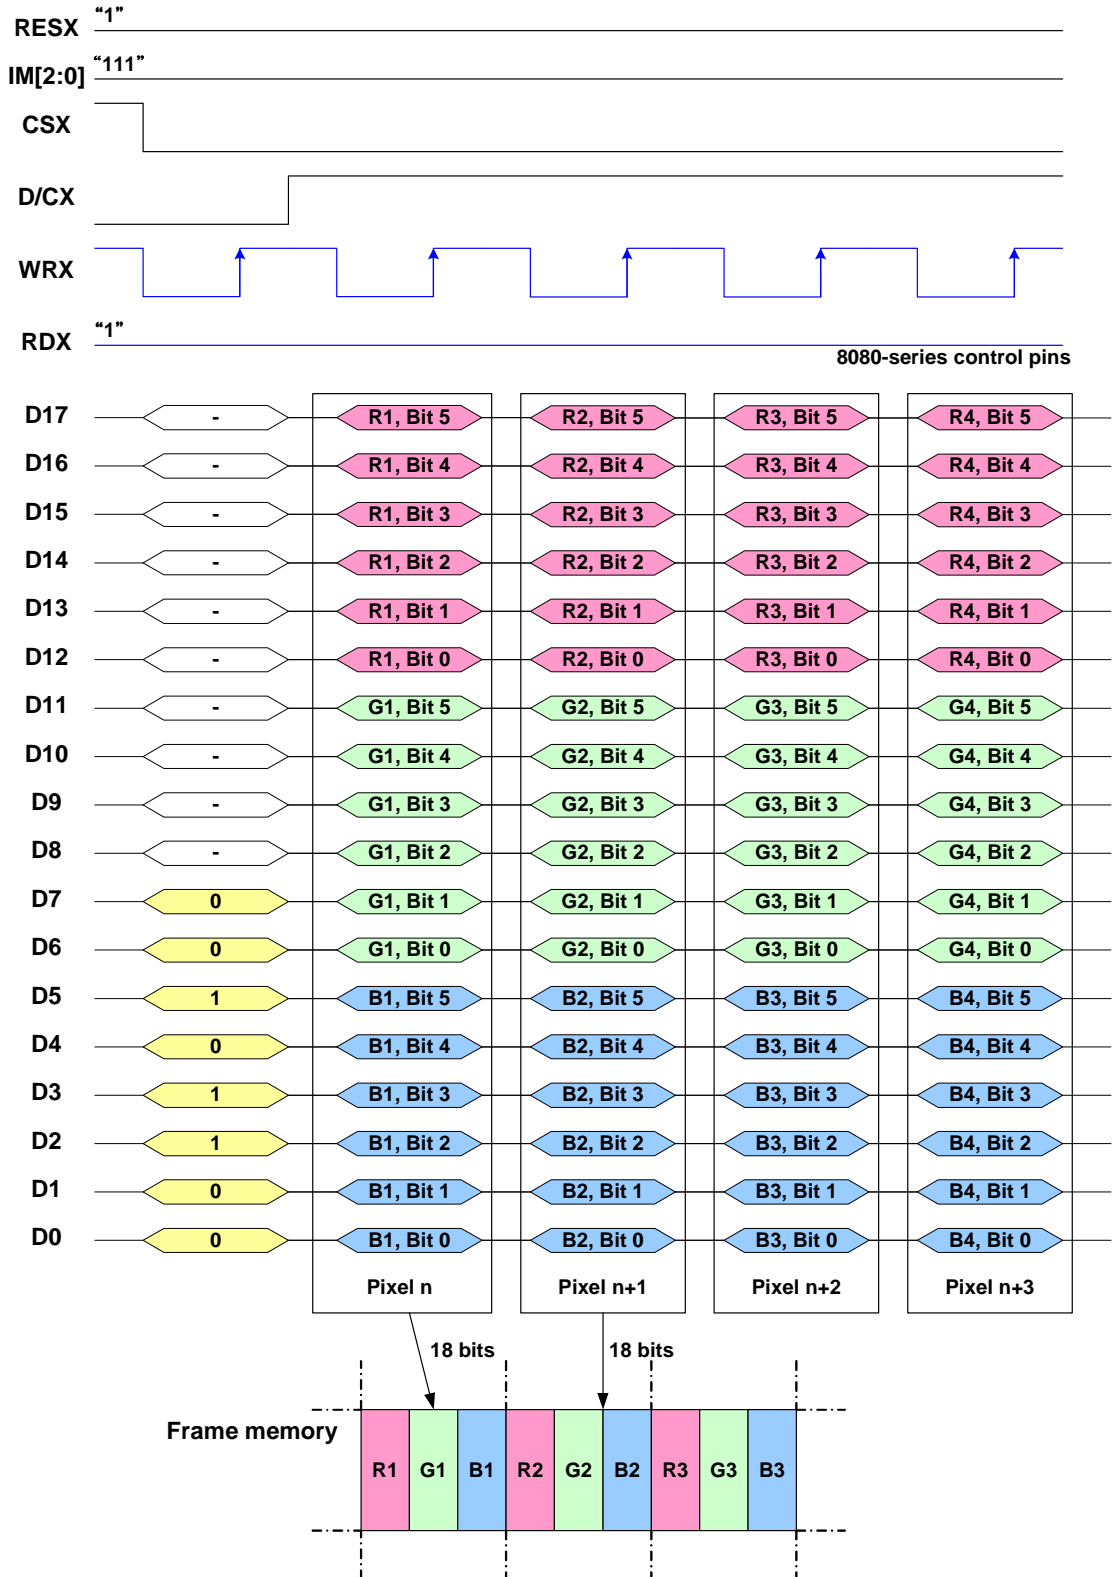 RESX "1"
IM[2:0] "111"
CSX
D/CX
WRX
RDX "1"
8080-series control pins
D17 - R1, Bit 5 R2, Bit 5 R3, Bit 5 R4, Bit 5
D16 - R1, Bit 4 R2, Bit 4 R3, Bit 4 R4, Bit 4
D15 - R1, Bit 3 R2, Bit 3 R3, Bit 3 R4, Bit 3
D14 - R1, Bit 2 R2, Bit 2 R3, Bit 2 R4, Bit 2
D13 - R1, Bit 1 R2, Bit 1 R3, Bit 1 R4, Bit 1
D12 - R1, Bit 0 R2, Bit 0 R3, Bit 0 R4, Bit 0
D11 - G1, Bit 5 G2, Bit 5 G3, Bit 5 G4, Bit 5
D10 - G1, Bit 4 G2, Bit 4 G3, Bit 4 G4, Bit 4
D9 - G1, Bit 3 G2, Bit 3 G3, Bit 3 G4, Bit 3
D8 - G1, Bit 2 G2, Bit 2 G3, Bit 2 G4, Bit 2
D7 0 G1, Bit 1 G2, Bit 1 G3, Bit 1 G4, Bit 1
D6 0 G1, Bit 0 G2, Bit 0 G3, Bit 0 G4, Bit 0
D5 1 B1, Bit 5 B2, Bit 5 B3, Bit 5 B4, Bit 5
D4 0 B1, Bit 4 B2, Bit 4 B3, Bit 4 B4, Bit 4
D3 1 B1, Bit 3 B2, Bit 3 B3, Bit 3 B4, Bit 3
D2 1 B1, Bit 2 B2, Bit 2 B3, Bit 2 B4, Bit 2
D1 0 B1, Bit 1 B2, Bit 1 B3, Bit 1 B4, Bit 1
D0 0 B1, Bit 0 B2, Bit 0 B3, Bit 0 B4, Bit 0
Pixel n Pixel n+1 Pixel n+2 Pixel n+3
18 bits 18 bits
Frame memory
R1 G1 B1 R2 G2 B2 R3 G3 B3